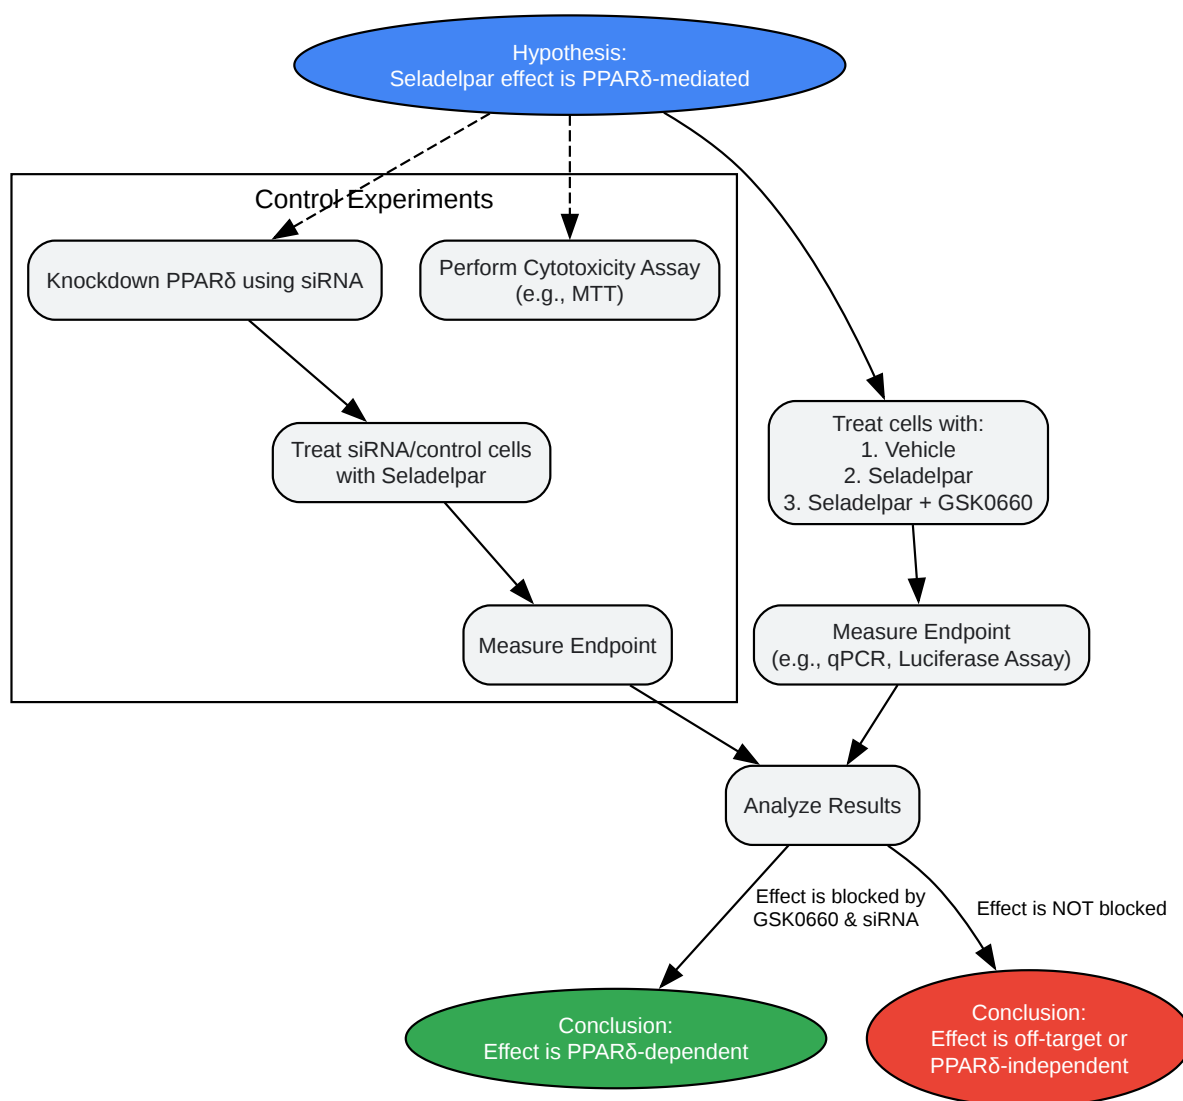 Hypothesis:
Seladelpar effect is PPARδ-mediated
Control Experiments
Knockdown PPARδ using siRNA
Perform Cytotoxicity Assay
(e.g., MTT)
Treat siRNA/control cells
with Seladelpar
Treat cells with:
1. Vehicle
2. Seladelpar
3. Seladelpar + GSK0660
Measure Endpoint
Measure Endpoint
(e.g., qPCR, Luciferase Assay)
Analyze Results
Effect is blocked by
GSK0660 & siRNA
Effect is NOT blocked
Conclusion:
Effect is PPARδ-dependent
Conclusion:
Effect is off-target or
PPARδ-independent